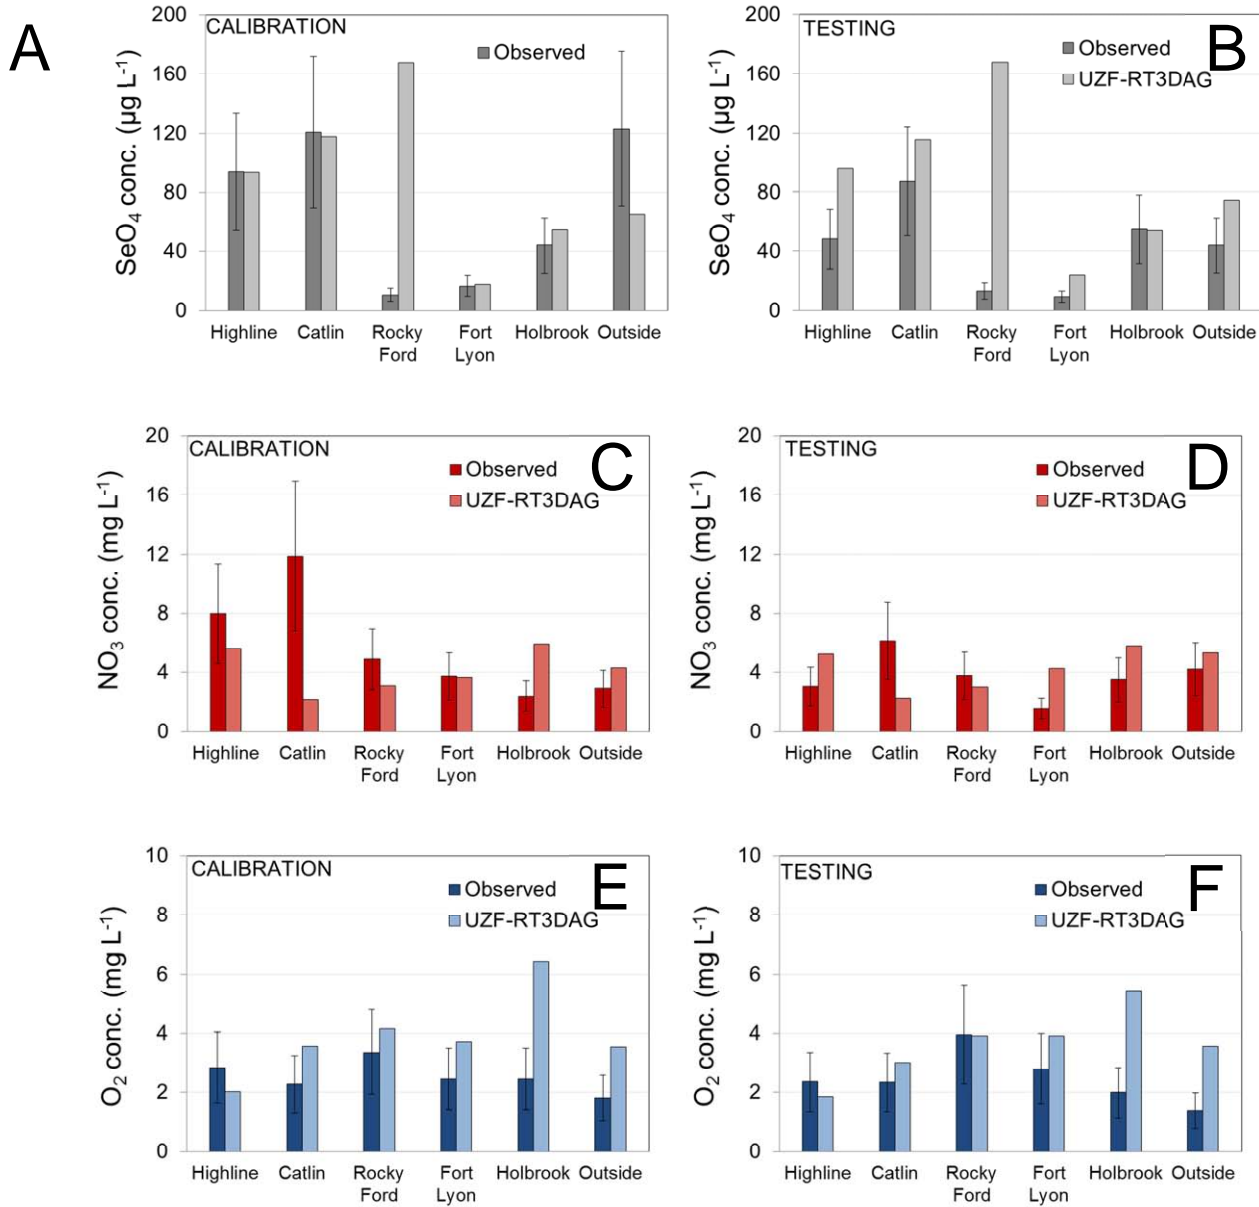 A
CALIBRATION
Observed
SeO4 conc. (µg L-1)
200
160
120
80
40
0
Highline Catlin Rocky Ford Fort Lyon Holbrook Outside
B
TESTING
Observed
UZF-RT3DAG
SeO4 conc. (µg L-1)
200
160
120
80
40
0
Highline Catlin Rocky Ford Fort Lyon Holbrook Outside
C
CALIBRATION
Observed
UZF-RT3DAG
NO3 conc. (mg L-1)
20
16
12
8
4
0
Highline Catlin Rocky Ford Fort Lyon Holbrook Outside
D
TESTING
Observed
UZF-RT3DAG
NO3 conc. (mg L-1)
20
16
12
8
4
0
Highline Catlin Rocky Ford Fort Lyon Holbrook Outside
E
CALIBRATION
Observed
UZF-RT3DAG
O2 conc. (mg L-1)
10
8
6
4
2
0
Highline Catlin Rocky Ford Fort Lyon Holbrook Outside
F
TESTING
Observed
UZF-RT3DAG
O2 conc. (mg L-1)
10
8
6
4
2
0
Highline Catlin Rocky Ford Fort Lyon Holbrook Outside